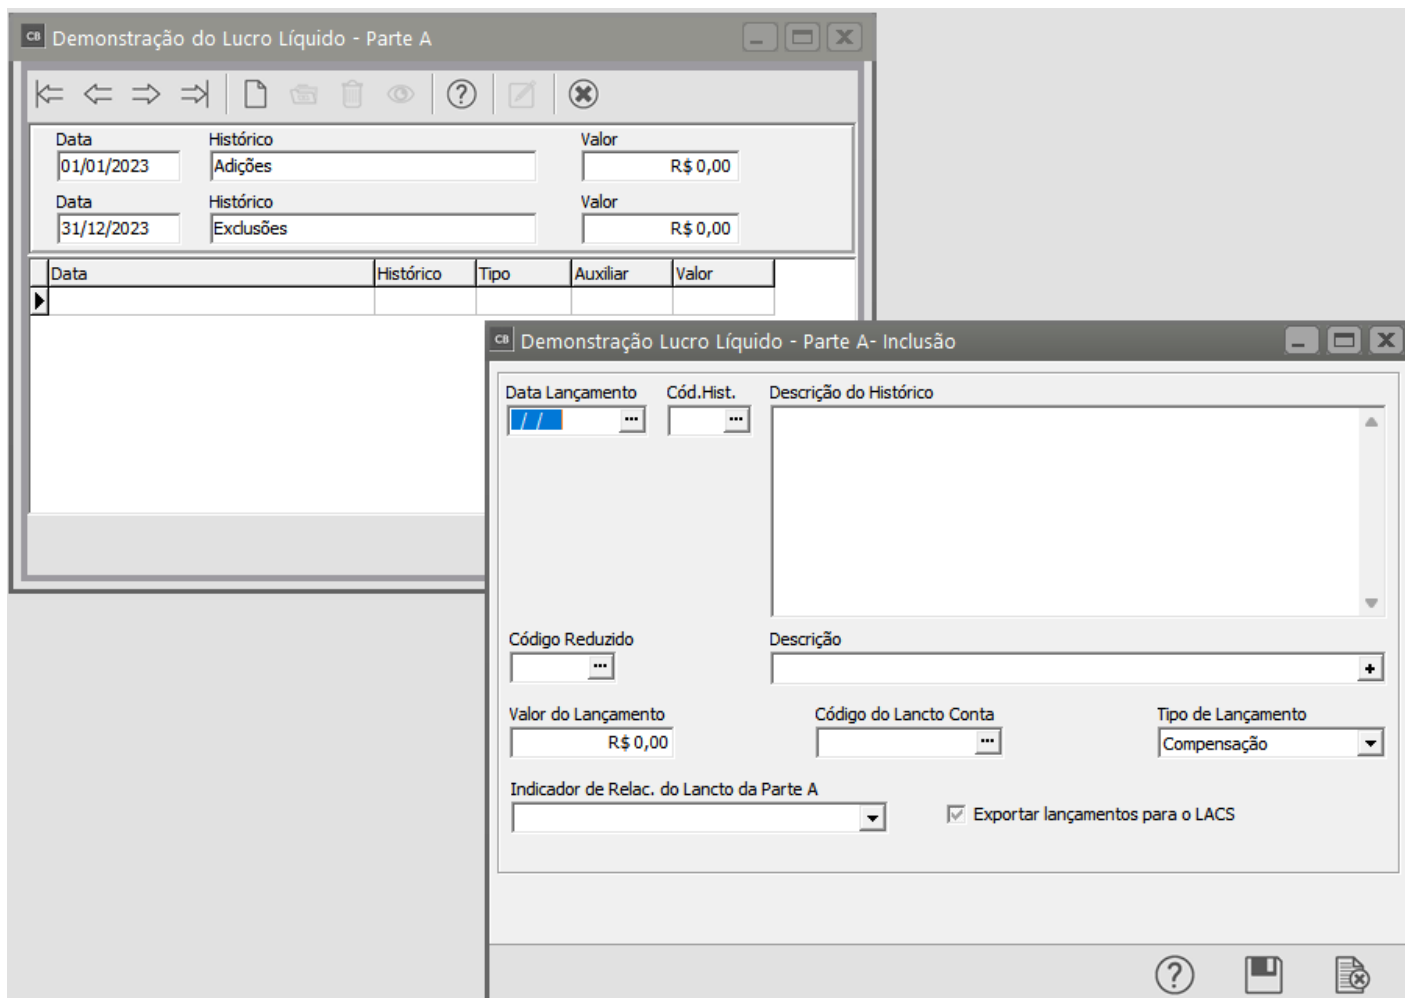 CB Demonstração do Lucro Líquido - Parte A
Data Histórico Valor
01/01/2023 Adições R$ 0,00
Data Histórico Valor
31/12/2023 Exclusões R$ 0,00
Data Histórico Tipo Auxiliar Valor
CB Demonstração Lucro Líquido - Parte A- Inclusão
Data Lançamento Cód.Hist. Descrição do Histórico
/ /
Código Reduzido Descrição
Valor do Lançamento Código do Lancto Conta Tipo de Lançamento
R$ 0,00 Compensação
Indicador de Relac. do Lancto da Parte A
Exportar lançamentos para o LACS